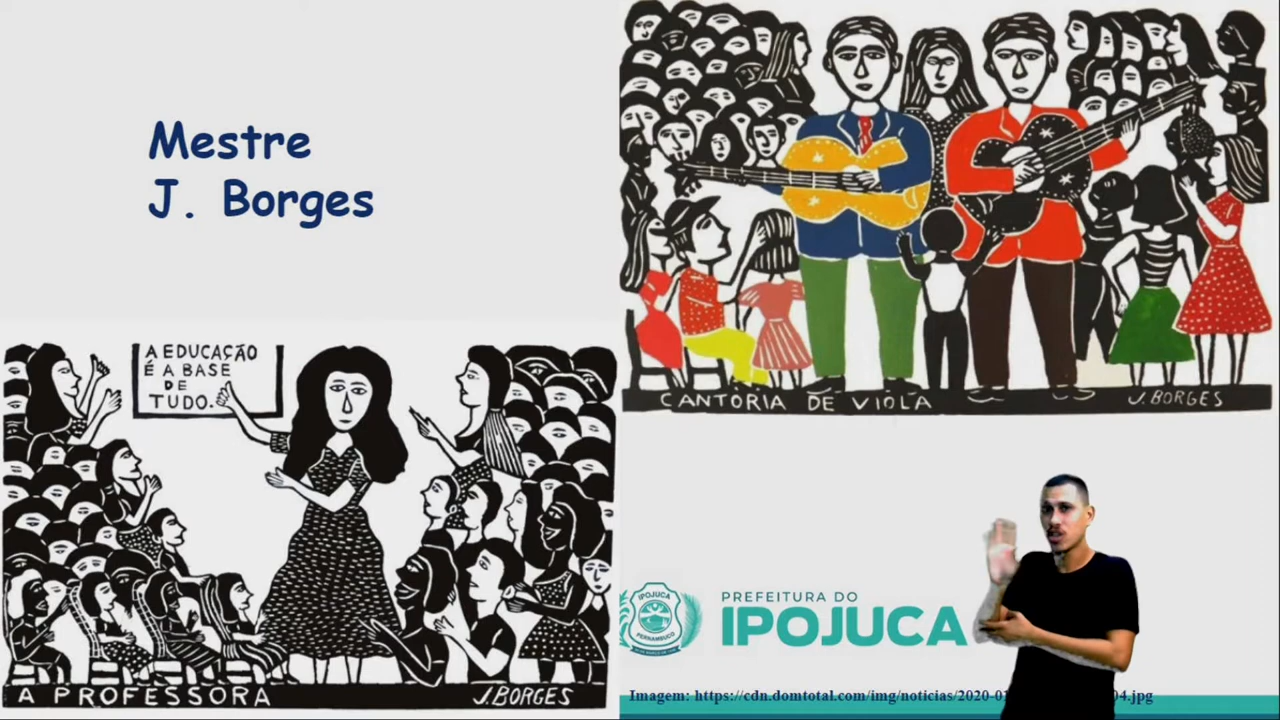 Mestre
J. Borges
CANTORIA DE VIOLA
J.BORGES
A EDUCAÇÃO
É A BASE
DE
TUDO.
A PROFESSORA
J.BORGES
IPOJUCA
PERNAMBUCO
PREFEITURA DO
IPOJUCA
Imagem: https://cdn.domtotal.com/img/noticias/2020-01 04.jpg